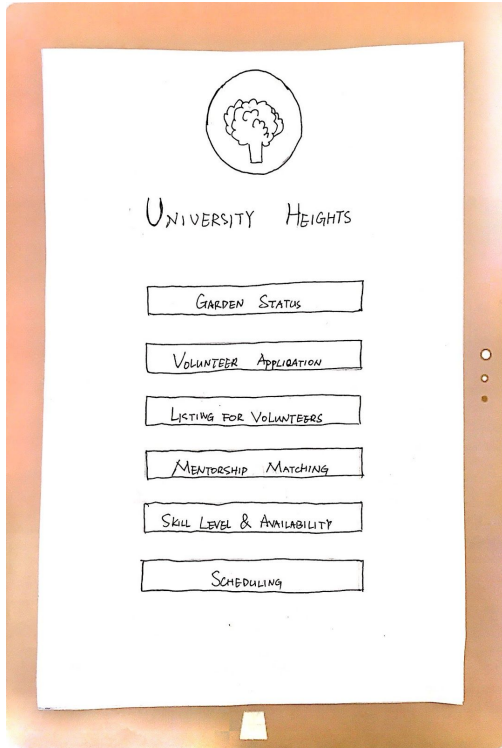 UNIVERSITY HEIGHTS
GARDEN STATUS
VOLUNTEER APPLICATION
LISTING FOR VOLUNTEERS
MENTORSHIP MATCHING
SKILL LEVEL & AVAILABILITY
SCHEDULING